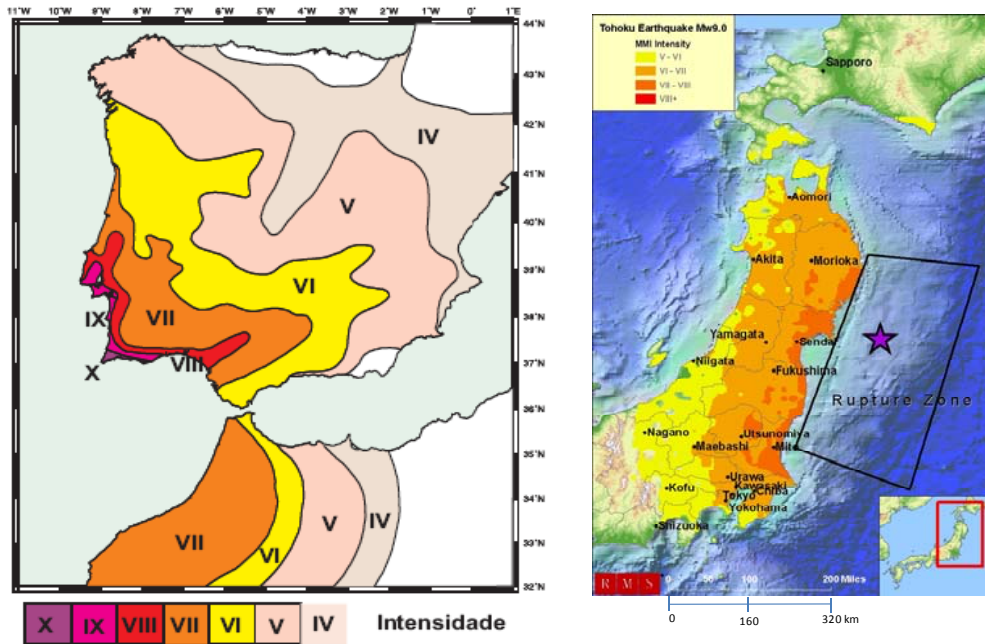 11°W 10°W 9°W 8°W 7°W 6°W 5°W 4°W 3°W 2°W 1°W 0° 1°E
44°N
43°N
42°N
41°N
40°N
39°N
38°N
37°N
36°N
35°N
34°N
33°N
32°N
IV
V
VI
IX
VII
VIII
X
VII
VI
V
IV
X IX VIII VII VI V IV Intensidade
Tohoku Earthquake Mw9.0
MMI Intensity
V - VI
VI - VII
VII - VIII
VIII+
Sapporo
Aomori
Akita
Morioka
Yamagata
Sendai
Niigata
Fukushima
Rupture Zone
Nagano
Utsunomiya
Maebashi
Mito
Urawa
Kofu
Kawasaki
Tokyo
Chiba
Yokohama
Shizuoka
RMS
0 50 100 200 Miles
0 160 320 km